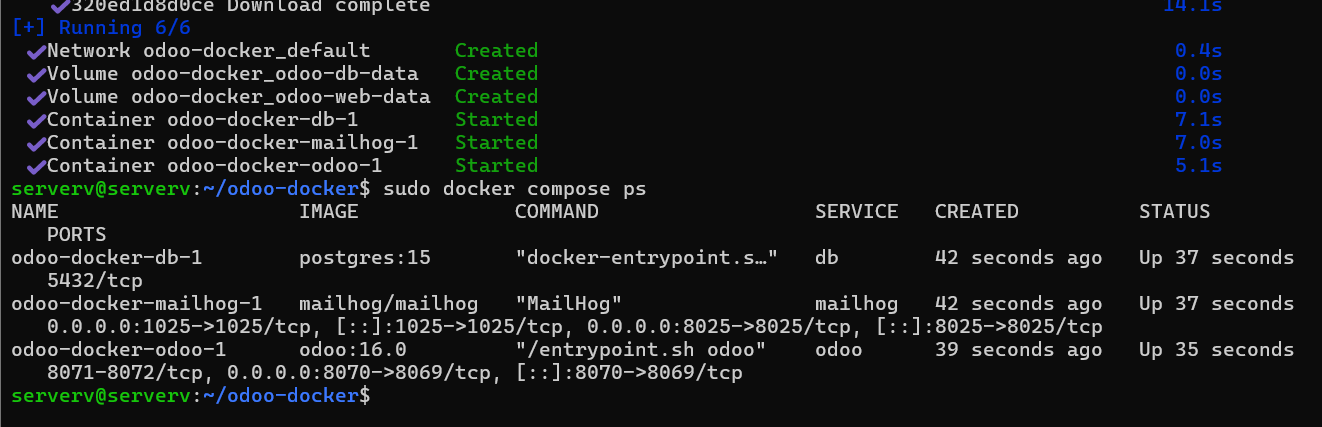 ✔320ed1d8d0ce Download complete 14.1s
[+] Running 6/6
✔Network odoo-docker_default Created 0.4s
✔Volume odoo-docker_odoo-db-data Created 0.0s
✔Volume odoo-docker_odoo-web-data Created 0.0s
✔Container odoo-docker-db-1 Started 7.1s
✔Container odoo-docker-mailhog-1 Started 7.0s
✔Container odoo-docker-odoo-1 Started 5.1s
serverv@serverv:~/odoo-docker$ sudo docker compose ps
NAME IMAGE COMMAND SERVICE CREATED STATUS
PORTS
odoo-docker-db-1 postgres:15 "docker-entrypoint.s…" db 42 seconds ago Up 37 seconds
5432/tcp
odoo-docker-mailhog-1 mailhog/mailhog "MailHog" mailhog 42 seconds ago Up 37 seconds
0.0.0.0:1025->1025/tcp, [::]:1025->1025/tcp, 0.0.0.0:8025->8025/tcp, [::]:8025->8025/tcp
odoo-docker-odoo-1 odoo:16.0 "/entrypoint.sh odoo" odoo 39 seconds ago Up 35 seconds
8071-8072/tcp, 0.0.0.0:8070->8069/tcp, [::]:8070->8069/tcp
serverv@serverv:~/odoo-docker$